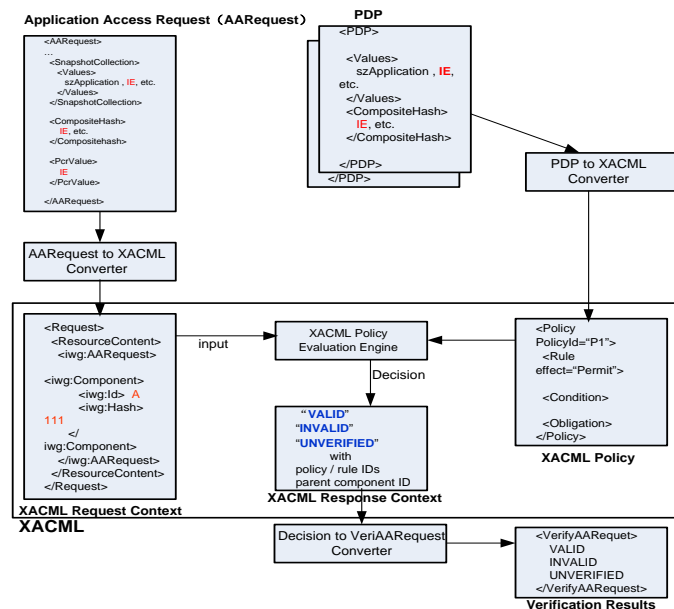 Application Access Request（AARequest）
<AARequest>
...
<SnapshotCollection>
<Values>
szApplication , IE, etc.
</Values>
</SnapshotCollection>
<CompositeHash>
IE, etc.
</Compositehash>
<PcrValue>
IE
</PcrValue>
</AARequest>
PDP
<PDP>
<Values>
szApplication , IE,
etc.
</Values>
<CompositeHash>
IE, etc.
</CompositeHash>
</PDP>
</PDP>
PDP to XACML
Converter
AARequest to XACML
Converter
<Request>
<ResourceContent>
<iwg:AARequest>
<iwg:Component>
<iwg:Id> A
<iwg:Hash>
111
</
iwg:Component>
</iwg:AARequest>
</ResourceContent>
</Request>
XACML Request Context
input
XACML Policy
Evaluation Engine
Decision
“VALID”
“INVALID”
“UNVERIFIED”
with
policy / rule IDs
parent component ID
XACML Response Context
<Policy
PolicyId=“P1”>
<Rule
effect=“Permit”>
<Condition>
<Obligation>
</Policy>
XACML Policy
XACML
Decision to VeriAARequest
Converter
<VerifyAARequet>
VALID
INVALID
UNVERIFIED
</VerifyAARequest>
Verification Results